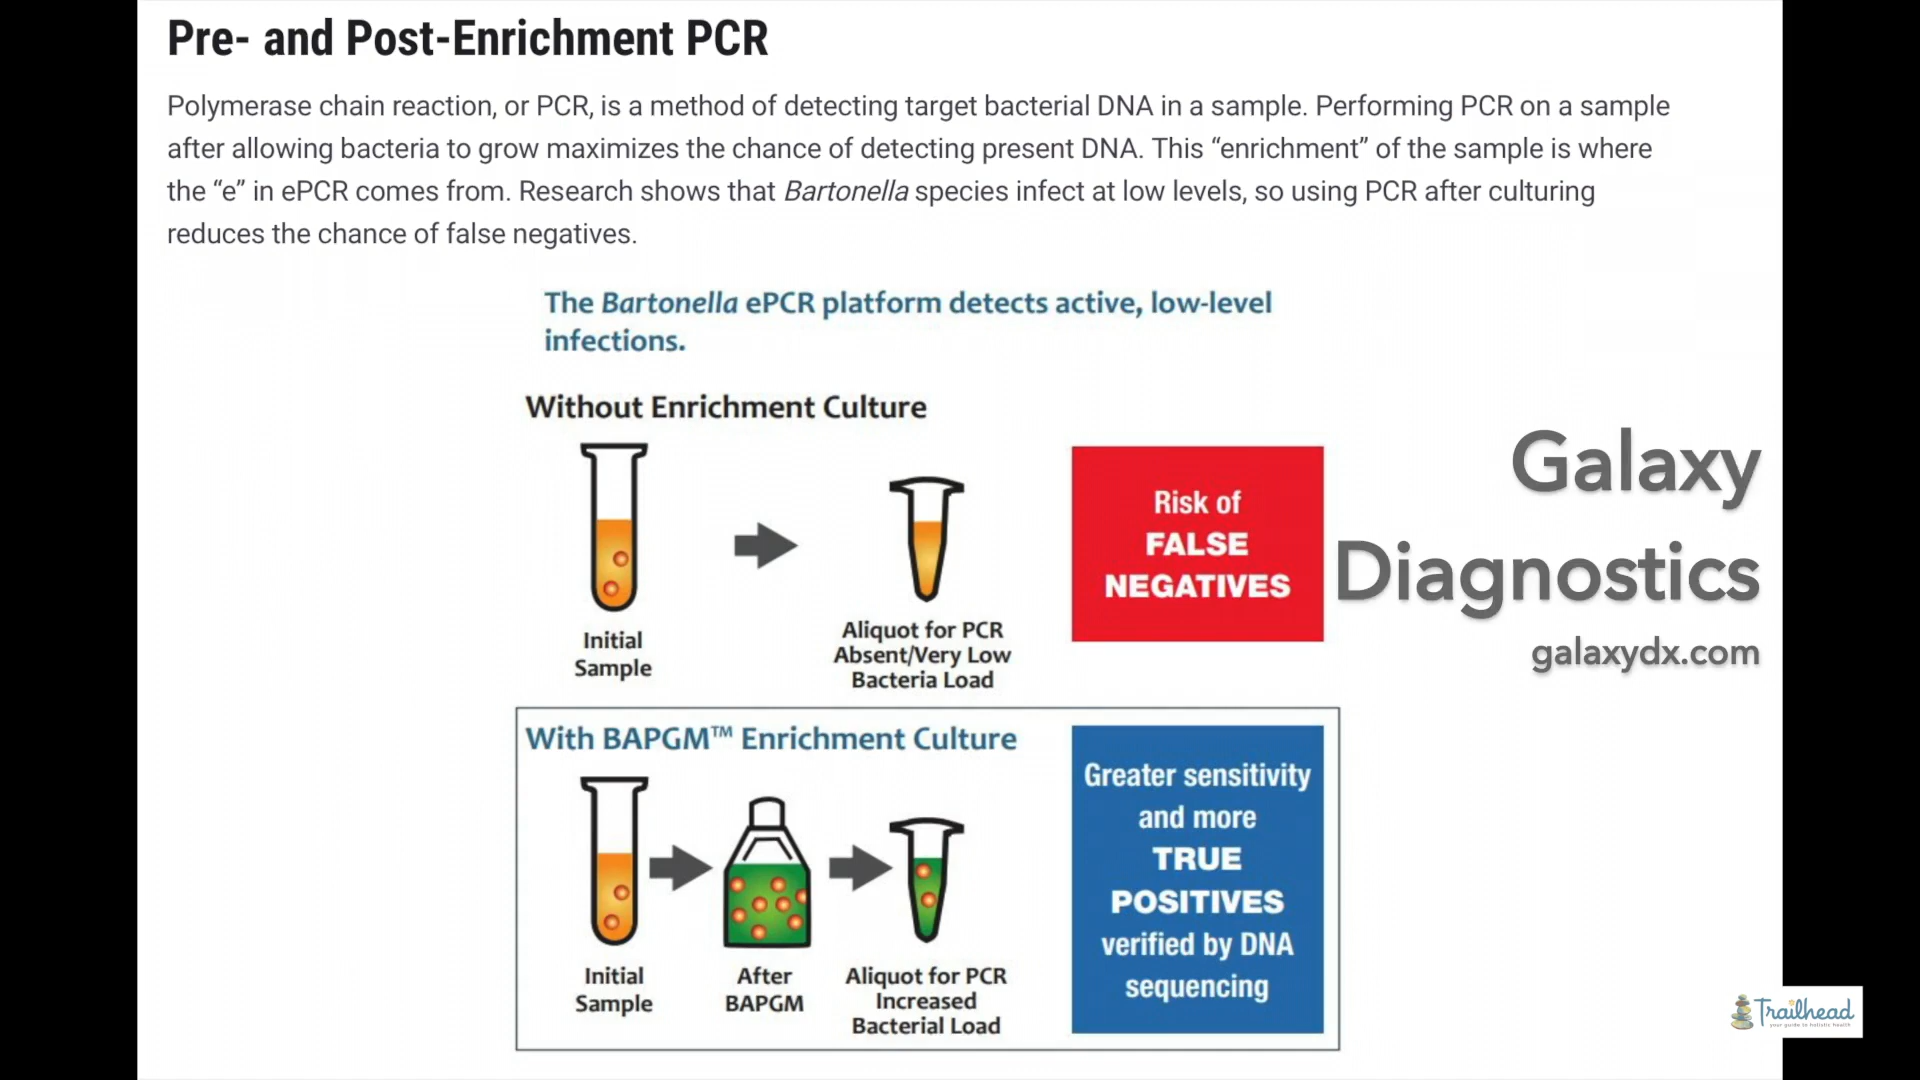 Pre- and Post-Enrichment PCR
Polymerase chain reaction, or PCR, is a method of detecting target bacterial DNA in a sample. Performing PCR on a sample
after allowing bacteria to grow maximizes the chance of detecting present DNA. This “enrichment” of the sample is where
the “e” in ePCR comes from. Research shows that Bartonella species infect at low levels, so using PCR after culturing
reduces the chance of false negatives.
The Bartonella ePCR platform detects active, low-level
infections.
Without Enrichment Culture
Initial
Sample
Aliquot for PCR
Absent/Very Low
Bacteria Load
Risk of
FALSE
NEGATIVES
Galaxy
Diagnostics
galaxydx.com
With BAPGM™ Enrichment Culture
Initial
Sample
After
BAPGM
Aliquot for PCR
Increased
Bacterial Load
Greater sensitivity
and more
TRUE
POSITIVES
verified by DNA
sequencing
Trailhead
your guide to holistic health